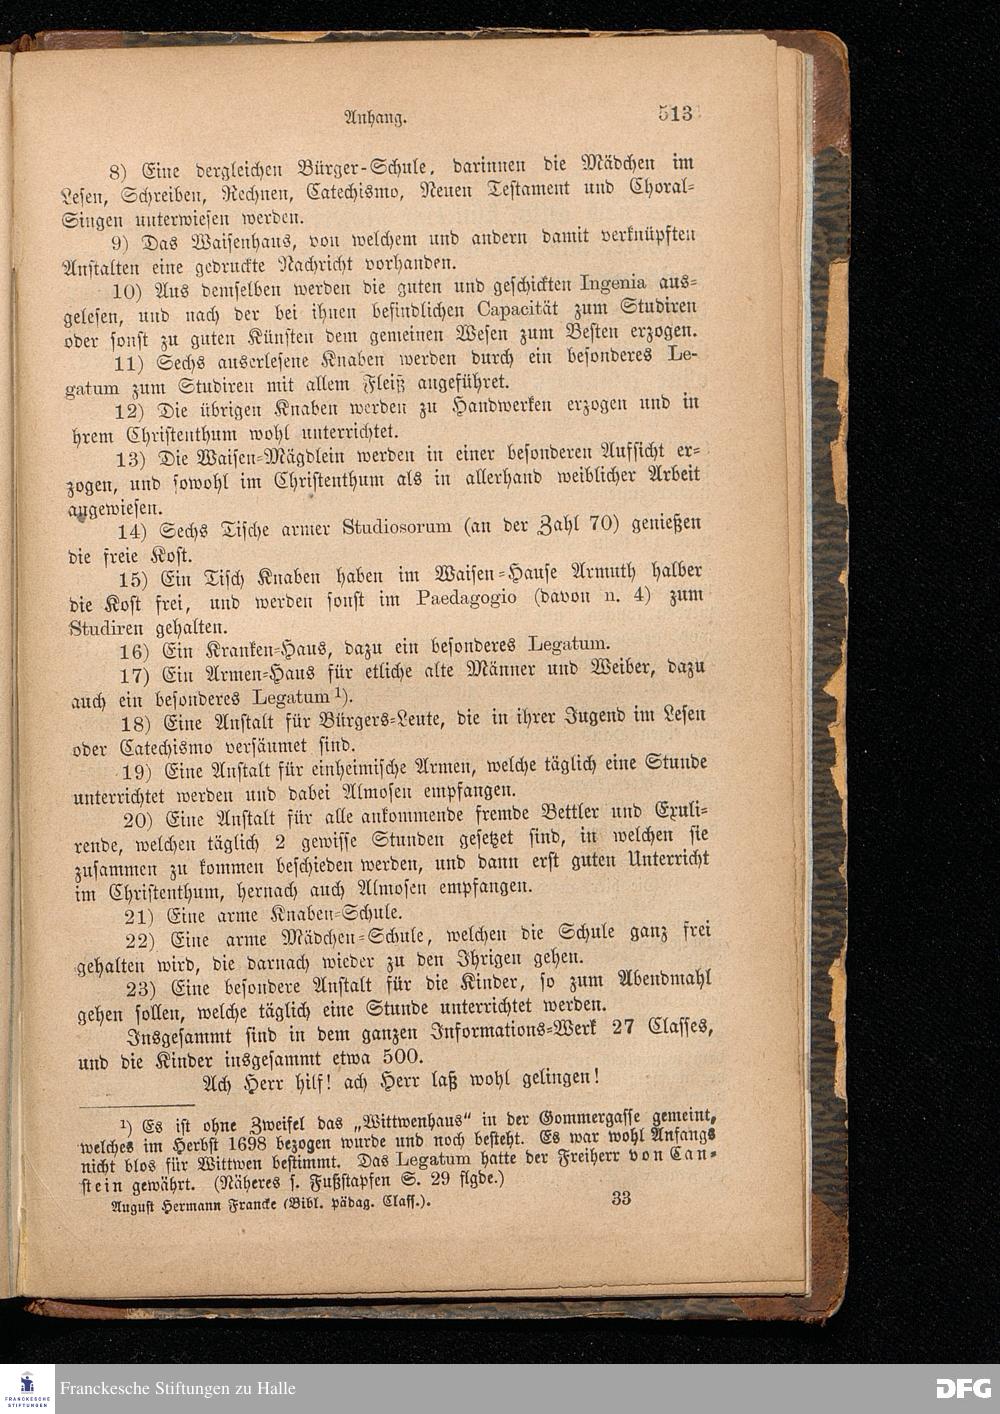 Anhang.
513
8) Eine dergleichen Bürger-Schule, darinnen die Mädchen im
Lesen, Schreiben, Rechnen, Catechismo, Neuen Testament und Choral-
Singen unterwiesen werden.
9) Das Waisenhaus, von welchem und andern damit verknüpften
Anstalten eine gedruckte Nachricht vorhanden.
10) Aus demselben werden die guten und geschickten Ingenia aus-
gelesen, und nach der bei ihnen befindlichen Capacität zum Studiren
oder sonst zu guten Künsten dem gemeinen Wesen zum Besten erzogen.
11) Sechs auserlesene Knaben werden durch ein besonderes Le-
gatum zum Studiren mit allem Fleiß angeführet.
12) Die übrigen Knaben werden zu Handwerken erzogen und in
hrem Christenthum wohl unterrichtet.
13) Die Waisen-Mägdlein werden in einer besonderen Aufsicht er-
zogen, und sowohl im Christenthum als in allerhand weiblicher Arbeit
angewiesen.
14) Sechs Tische armer Studiosorum (an der Zahl 70) genießen
die freie Kost.
15) Ein Tisch Knaben haben im Waisen-Hause Armuth halber
die Kost frei, und werden sonst im Paedagogio (davon n. 4) zum
Studiren gehalten.
16) Ein Kranken-Haus, dazu ein besonderes Legatum.
17) Ein Armen-Haus für etliche alte Männer und Weiber, dazu
auch ein besonderes Legatum ¹).
18) Eine Anstalt für Bürgers-Leute, die in ihrer Jugend im Lesen
oder Catechismo versäumet sind.
19) Eine Anstalt für einheimische Armen, welche täglich eine Stunde
unterrichtet werden und dabei Almosen empfangen.
20) Eine Anstalt für alle ankommende fremde Bettler und Exuli-
rende, welchen täglich 2 gewisse Stunden gesetzet sind, in welchen sie
zusammen zu kommen beschieden werden, und dann erst guten Unterricht
im Christenthum, hernach auch Almosen empfangen.
21) Eine arme Knaben-Schule.
22) Eine arme Mädchen-Schule, welchen die Schule ganz frei
gehalten wird, die darnach wieder zu den Ihrigen gehen.
23) Eine besondere Anstalt für die Kinder, so zum Abendmahl
gehen sollen, welche täglich eine Stunde unterrichtet werden.
Insgesammt sind in dem ganzen Informations-Werk 27 Classes,
und die Kinder insgesammt etwa 500.
Ach Herr hilf! ach Herr laß wohl gelingen!
¹) Es ist ohne Zweifel das „Wittwenhaus“ in der Gommergasse gemeint,
welches im Herbst 1698 bezogen wurde und noch besteht. Es war wohl Anfangs
nicht blos für Wittwen bestimmt. Das Legatum hatte der Freiherr von Can-
stein gewährt. (Näheres s. Fußstapfen S. 29 flgde.)
August Hermann Francke (Bibl. pädag. Class.).
33
FRANCKESCHE
STIFTUNGEN
Franckesche Stiftungen zu Halle
DFG